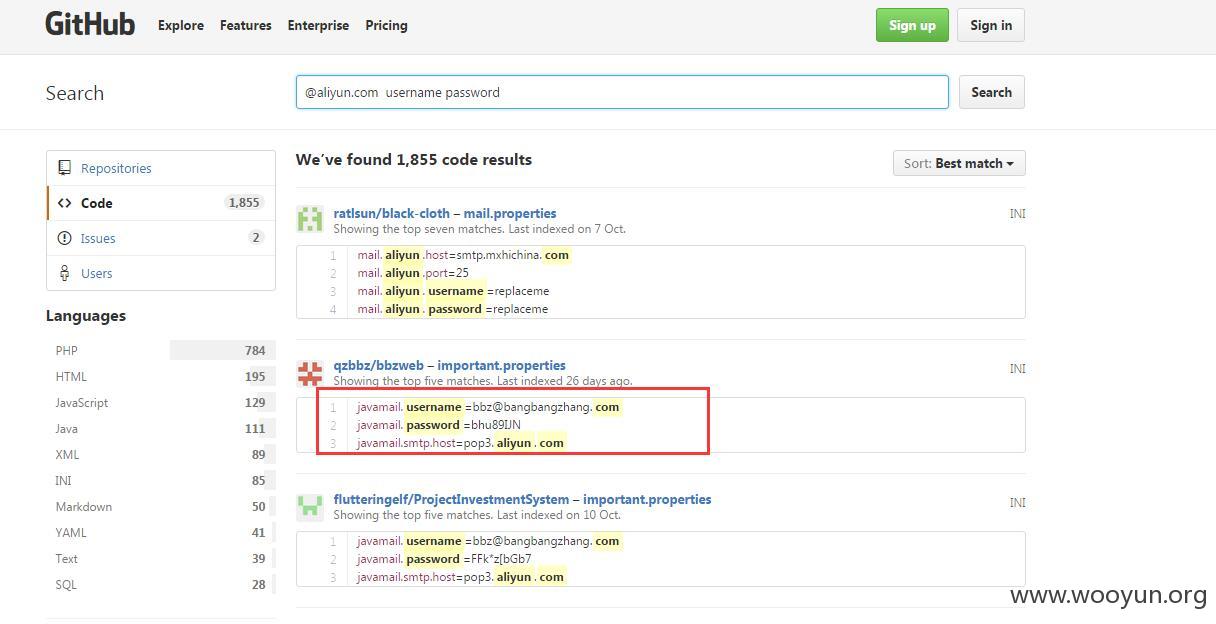 GitHub Explore Features Enterprise Pricing Sign up Sign in
Search @aliyun.com username password Search
Repositories
Code 1,855
Issues 2
Users
Languages
PHP 784
HTML 195
JavaScript 129
Java 111
XML 89
INI 85
Markdown 50
YAML 41
Text 39
SQL 28
We've found 1,855 code results Sort: Best match
ratlsun/black-cloth – mail.properties INI
Showing the top seven matches. Last indexed on 7 Oct.
1 mail.aliyun.host=smtp.mxhichina.com
2 mail.aliyun.port=25
3 mail.aliyun.username=replaceme
4 mail.aliyun.password=replaceme
qzbbz/bbzweb – important.properties INI
Showing the top five matches. Last indexed 26 days ago.
1 javamail.username=bbz@bangbangzhang.com
2 javamail.password=bhu89IJN
3 javamail.smtp.host=pop3.aliyun.com
flutteringelf/ProjectInvestmentSystem – important.properties INI
Showing the top five matches. Last indexed on 10 Oct.
1 javamail.username=bbz@bangbangzhang.com
2 javamail.password=FFk*z[bGb7
3 javamail.smtp.host=pop3.aliyun.com
www.wooyun.org